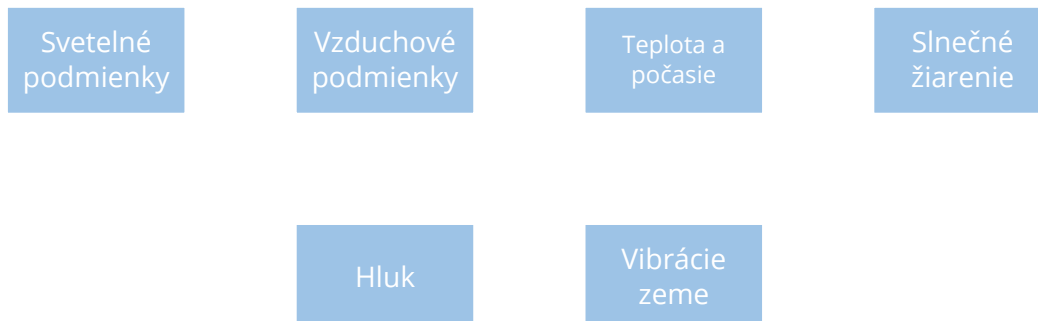 Svetelné
podmienky
Vzduchové
podmienky
Teplota a
počasie
Slnečné
žiarenie
Hluk
Vibrácie
zeme